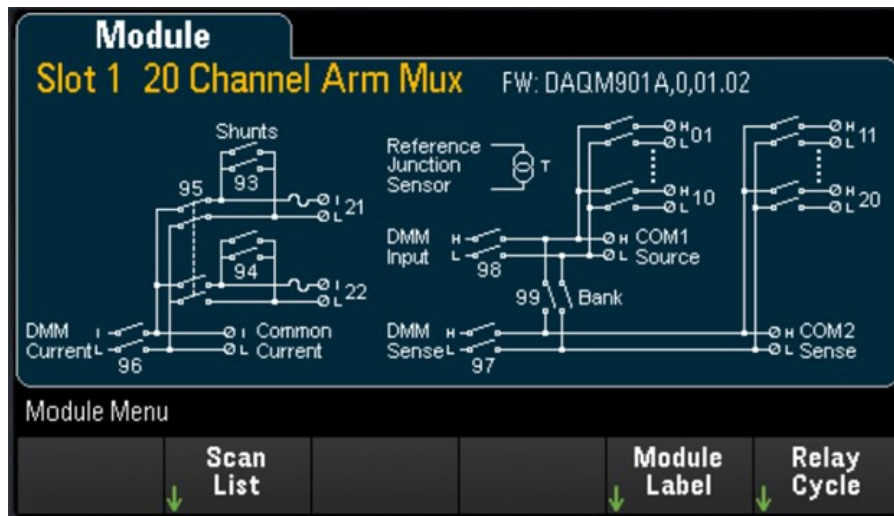 Module
Slot 1 20 Channel Arm Mux FW: DAQM901A,0,01.02
Shunts
93
95
I
L 21
94
I
L 22
DMM I
Current L
96
I Common
L Current
Reference
Junction
Sensor
T
DMM H
Input L
98
H COM1
L Source
99 Bank
DMM H
Sense L
97
H COM2
L Sense
H 01
L
H 10
L
H 11
L
H 20
L
Module Menu
Scan
List
Module
Label
Relay
Cycle